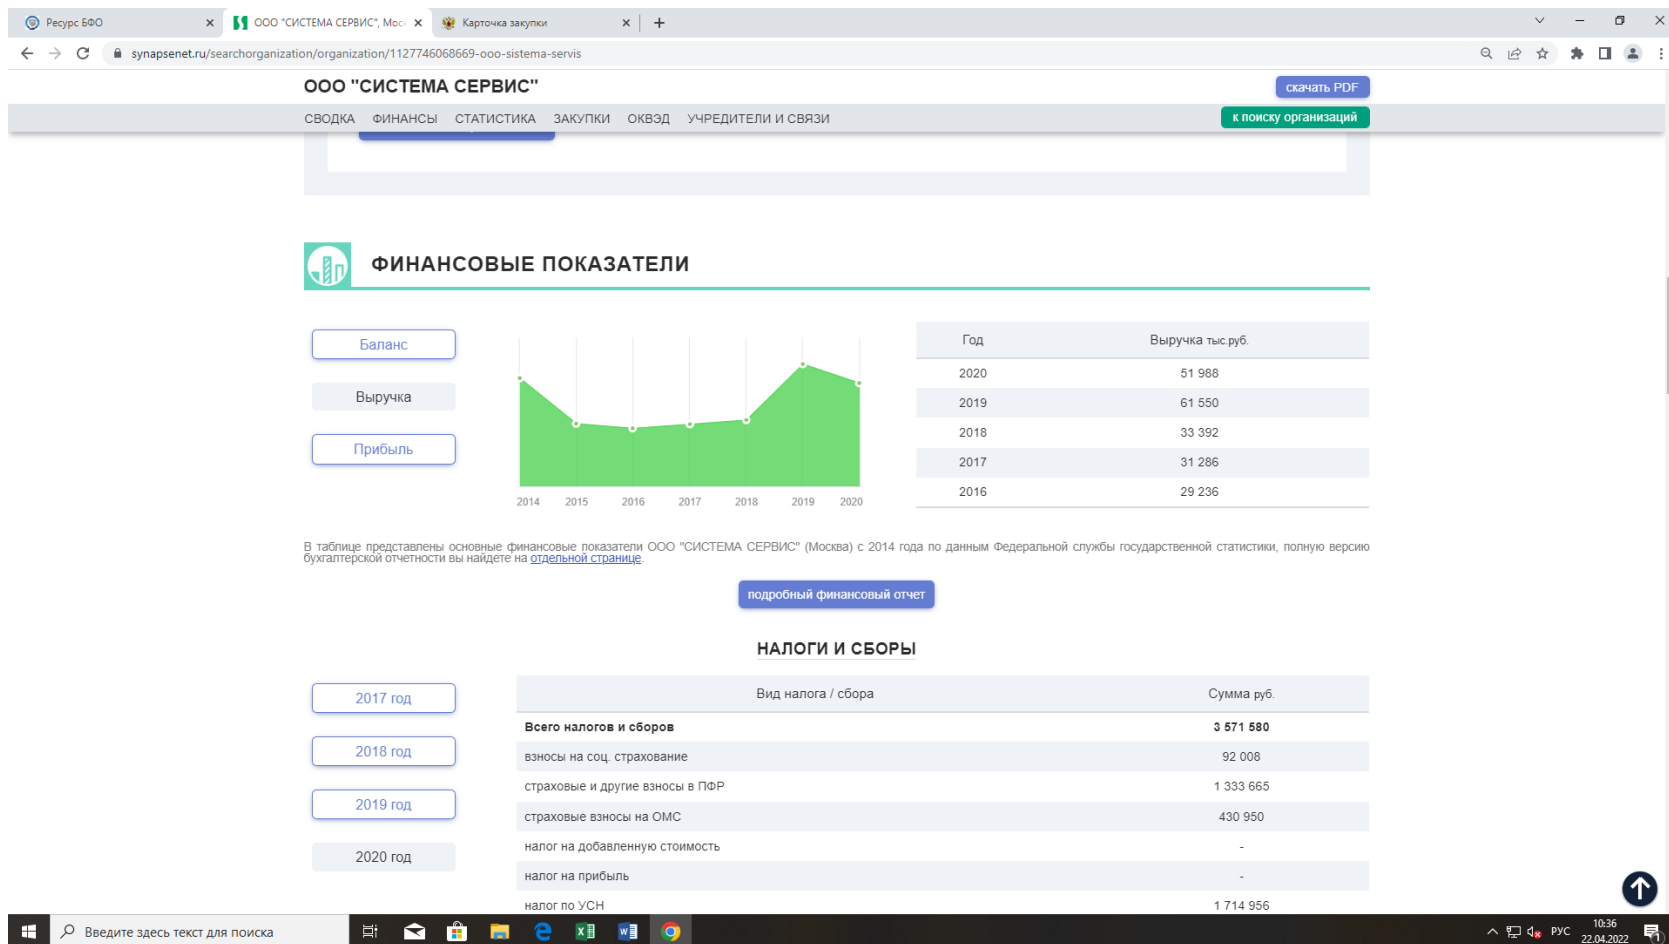 Ресурс БФО
ООО "СИСТЕМА СЕРВИС", Мос
Карточка закупки
synapsenet.ru/searchorganization/organization/1127746068669-ooo-sistema-servis
ООО "СИСТЕМА СЕРВИС"
скачать PDF
СВОДКА ФИНАНСЫ СТАТИСТИКА ЗАКУПКИ ОКВЭД УЧРЕДИТЕЛИ И СВЯЗИ
к поиску организаций
ФИНАНСОВЫЕ ПОКАЗАТЕЛИ
Баланс
Выручка
Прибыль
2014 2015 2016 2017 2018 2019 2020
Год Выручка тыс.руб.
2020 51 988
2019 61 550
2018 33 392
2017 31 286
2016 29 236
В таблице представлены основные финансовые показатели ООО "СИСТЕМА СЕРВИС" (Москва) с 2014 года по данным Федеральной службы государственной статистики, полную версию
бухгалтерской отчетности вы найдете на отдельной странице.
подробный финансовый отчет
НАЛОГИ И СБОРЫ
2017 год
2018 год
2019 год
2020 год
Вид налога / сбора Сумма руб.
Всего налогов и сборов 3 571 580
взносы на соц. страхование 92 008
страховые и другие взносы в ПФР 1 333 665
страховые взносы на ОМС 430 950
налог на добавленную стоимость -
налог на прибыль -
налог по УСН 1 714 956
Введите здесь текст для поиска
РУС
10:36
22.04.2022
1